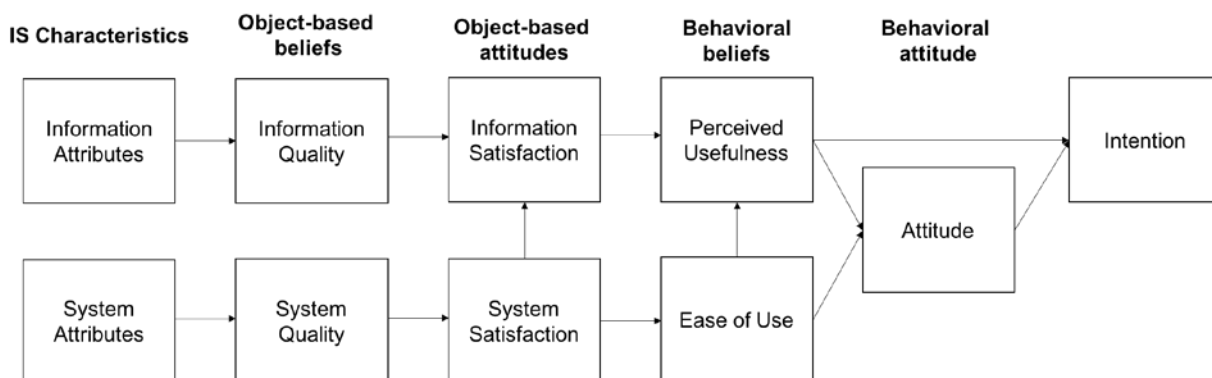 IS Characteristics
Object-based
beliefs
Object-based
attitudes
Behavioral
beliefs
Behavioral
attitude
Information
Attributes
Information
Quality
Information
Satisfaction
Perceived
Usefulness
Intention
Attitude
System
Attributes
System
Quality
System
Satisfaction
Ease of Use